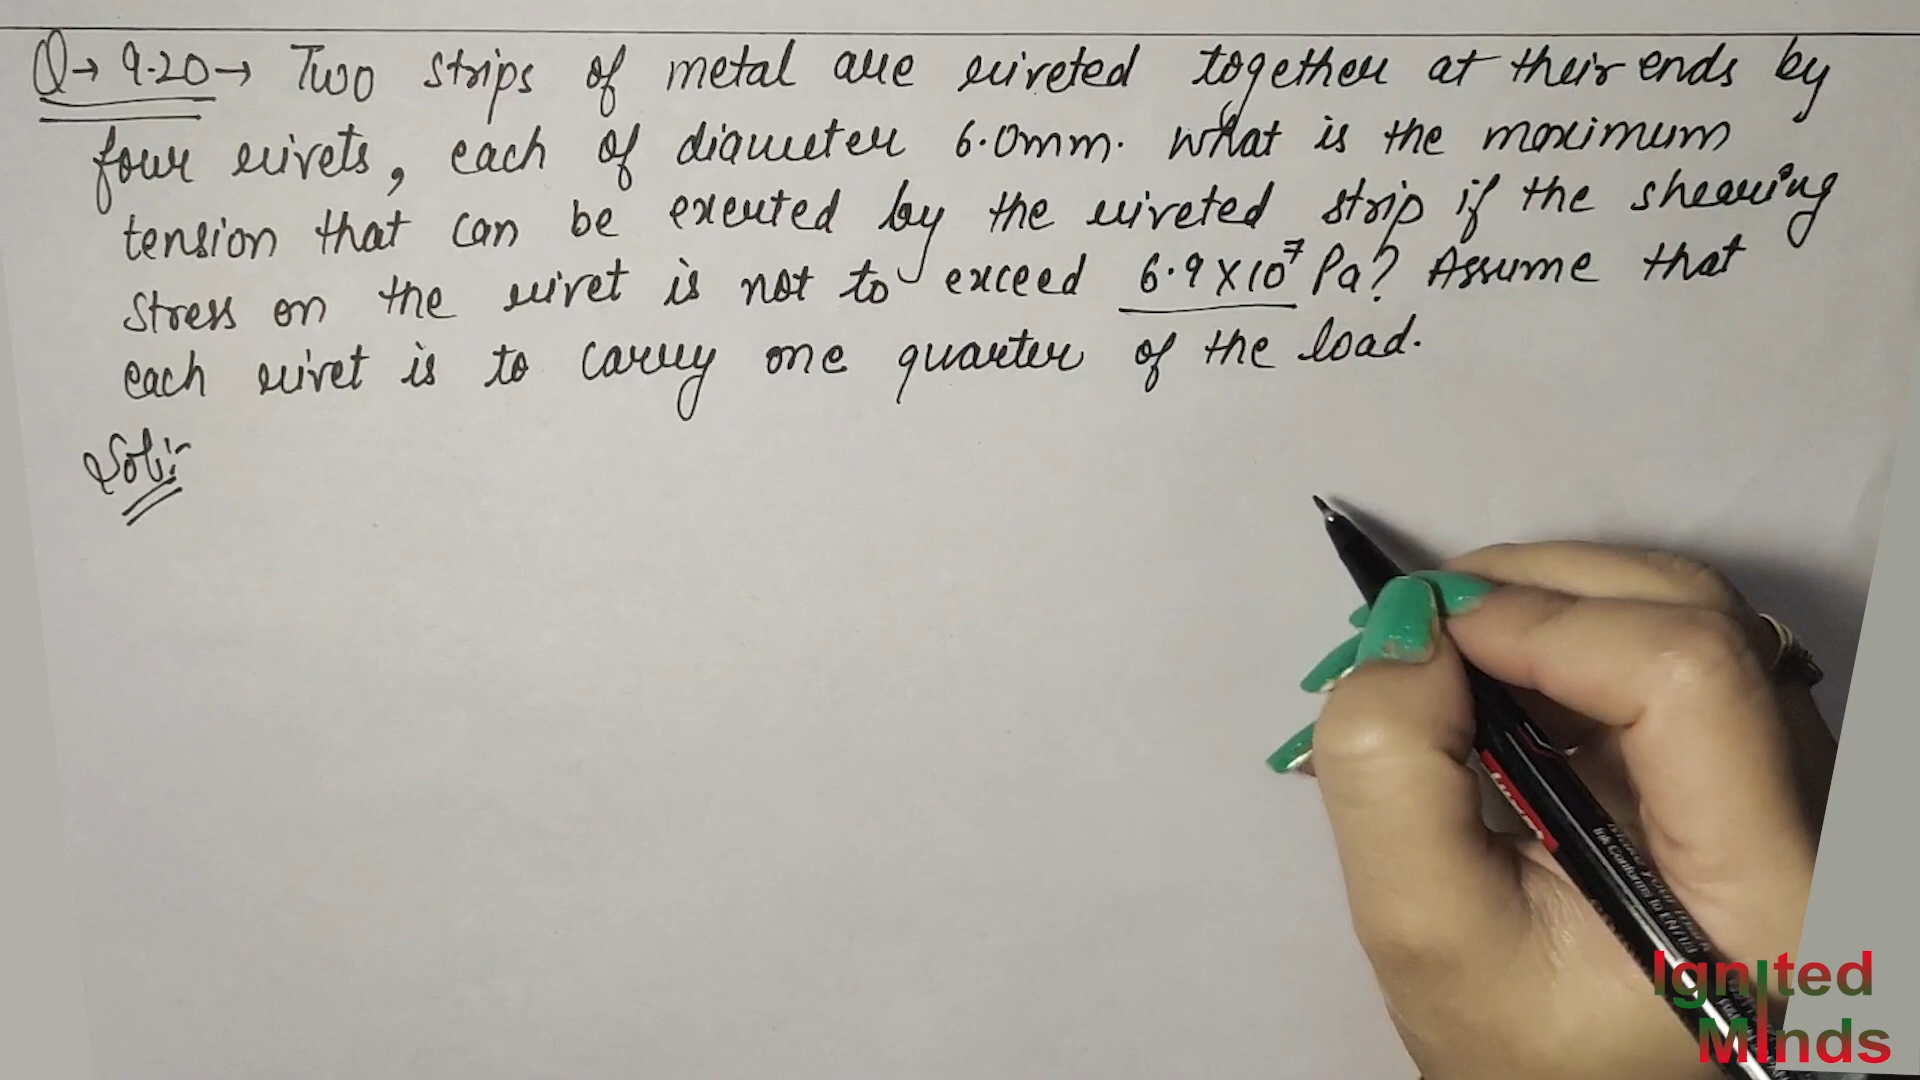 Q→ 9.20→ Two strips of metal are riveted together at their ends by
four rivets, each of diameter 6.0mm. What is the maximum
tension that can be exerted by the riveted strip if the shearing
stress on the rivet is not to exceed 6.9 X 10⁷ Pa? Assume that
each rivet is to carry one quarter of the load.
Sol:-
Ignited
Minds